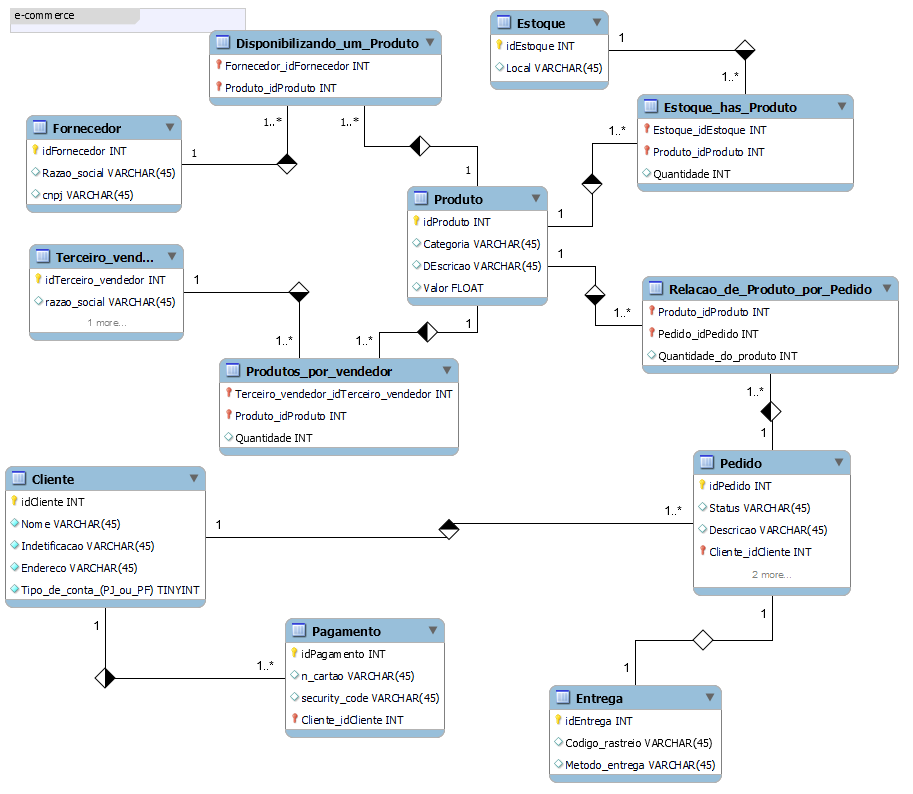 e-commerce
Disponibilizando_um_Produto
Fornecedor_idFornecedor INT
Produto_idProduto INT
1..*
1..*
Estoque
idEstoque INT
Local VARCHAR(45)
1
1..*
Estoque_has_Produto
Estoque_idEstoque INT
Produto_idProduto INT
Quantidade INT
1..*
Fornecedor
idFornecedor INT
Razao_social VARCHAR(45)
cnpj VARCHAR(45)
1
1
Produto
idProduto INT
Categoria VARCHAR(45)
DEscricao VARCHAR(45)
Valor FLOAT
1
1
1
Terceiro_vend...
idTerceiro_vendedor INT
razao_social VARCHAR(45)
1 more...
1
1..*
1..*
Relacao_de_Produto_por_Pedido
Produto_idProduto INT
Pedido_idPedido INT
Quantidade_do_produto INT
1..*
1..*
1
Produtos_por_vendedor
Terceiro_vendedor_idTerceiro_vendedor INT
Produto_idProduto INT
Quantidade INT
Cliente
idCliente INT
Nome VARCHAR(45)
Indetificacao VARCHAR(45)
Endereco VARCHAR(45)
Tipo_de_conta_(PJ_ou_PF) TINYINT
1
1..*
Pedido
idPedido INT
Status VARCHAR(45)
Descricao VARCHAR(45)
Cliente_idCliente INT
2 more...
1
1..*
Pagamento
idPagamento INT
n_cartao VARCHAR(45)
security_code VARCHAR(45)
Cliente_idCliente INT
1
1
Entrega
idEntrega INT
Codigo_rastreio VARCHAR(45)
Metodo_entrega VARCHAR(45)